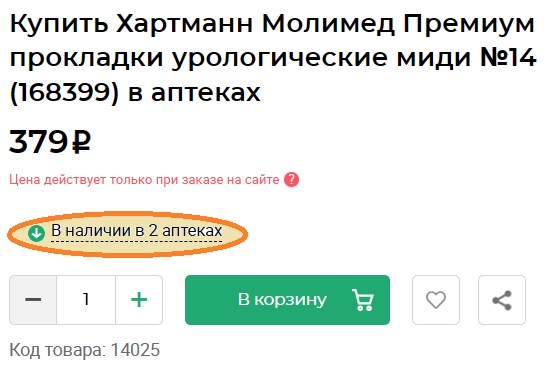 Купить Хартманн Молимед Премиум
прокладки урологические миди №14
(168399) в аптеках
379₽
Цена действует только при заказе на сайте ?
В наличии в 2 аптеках
− 1 + В корзину
Код товара: 14025